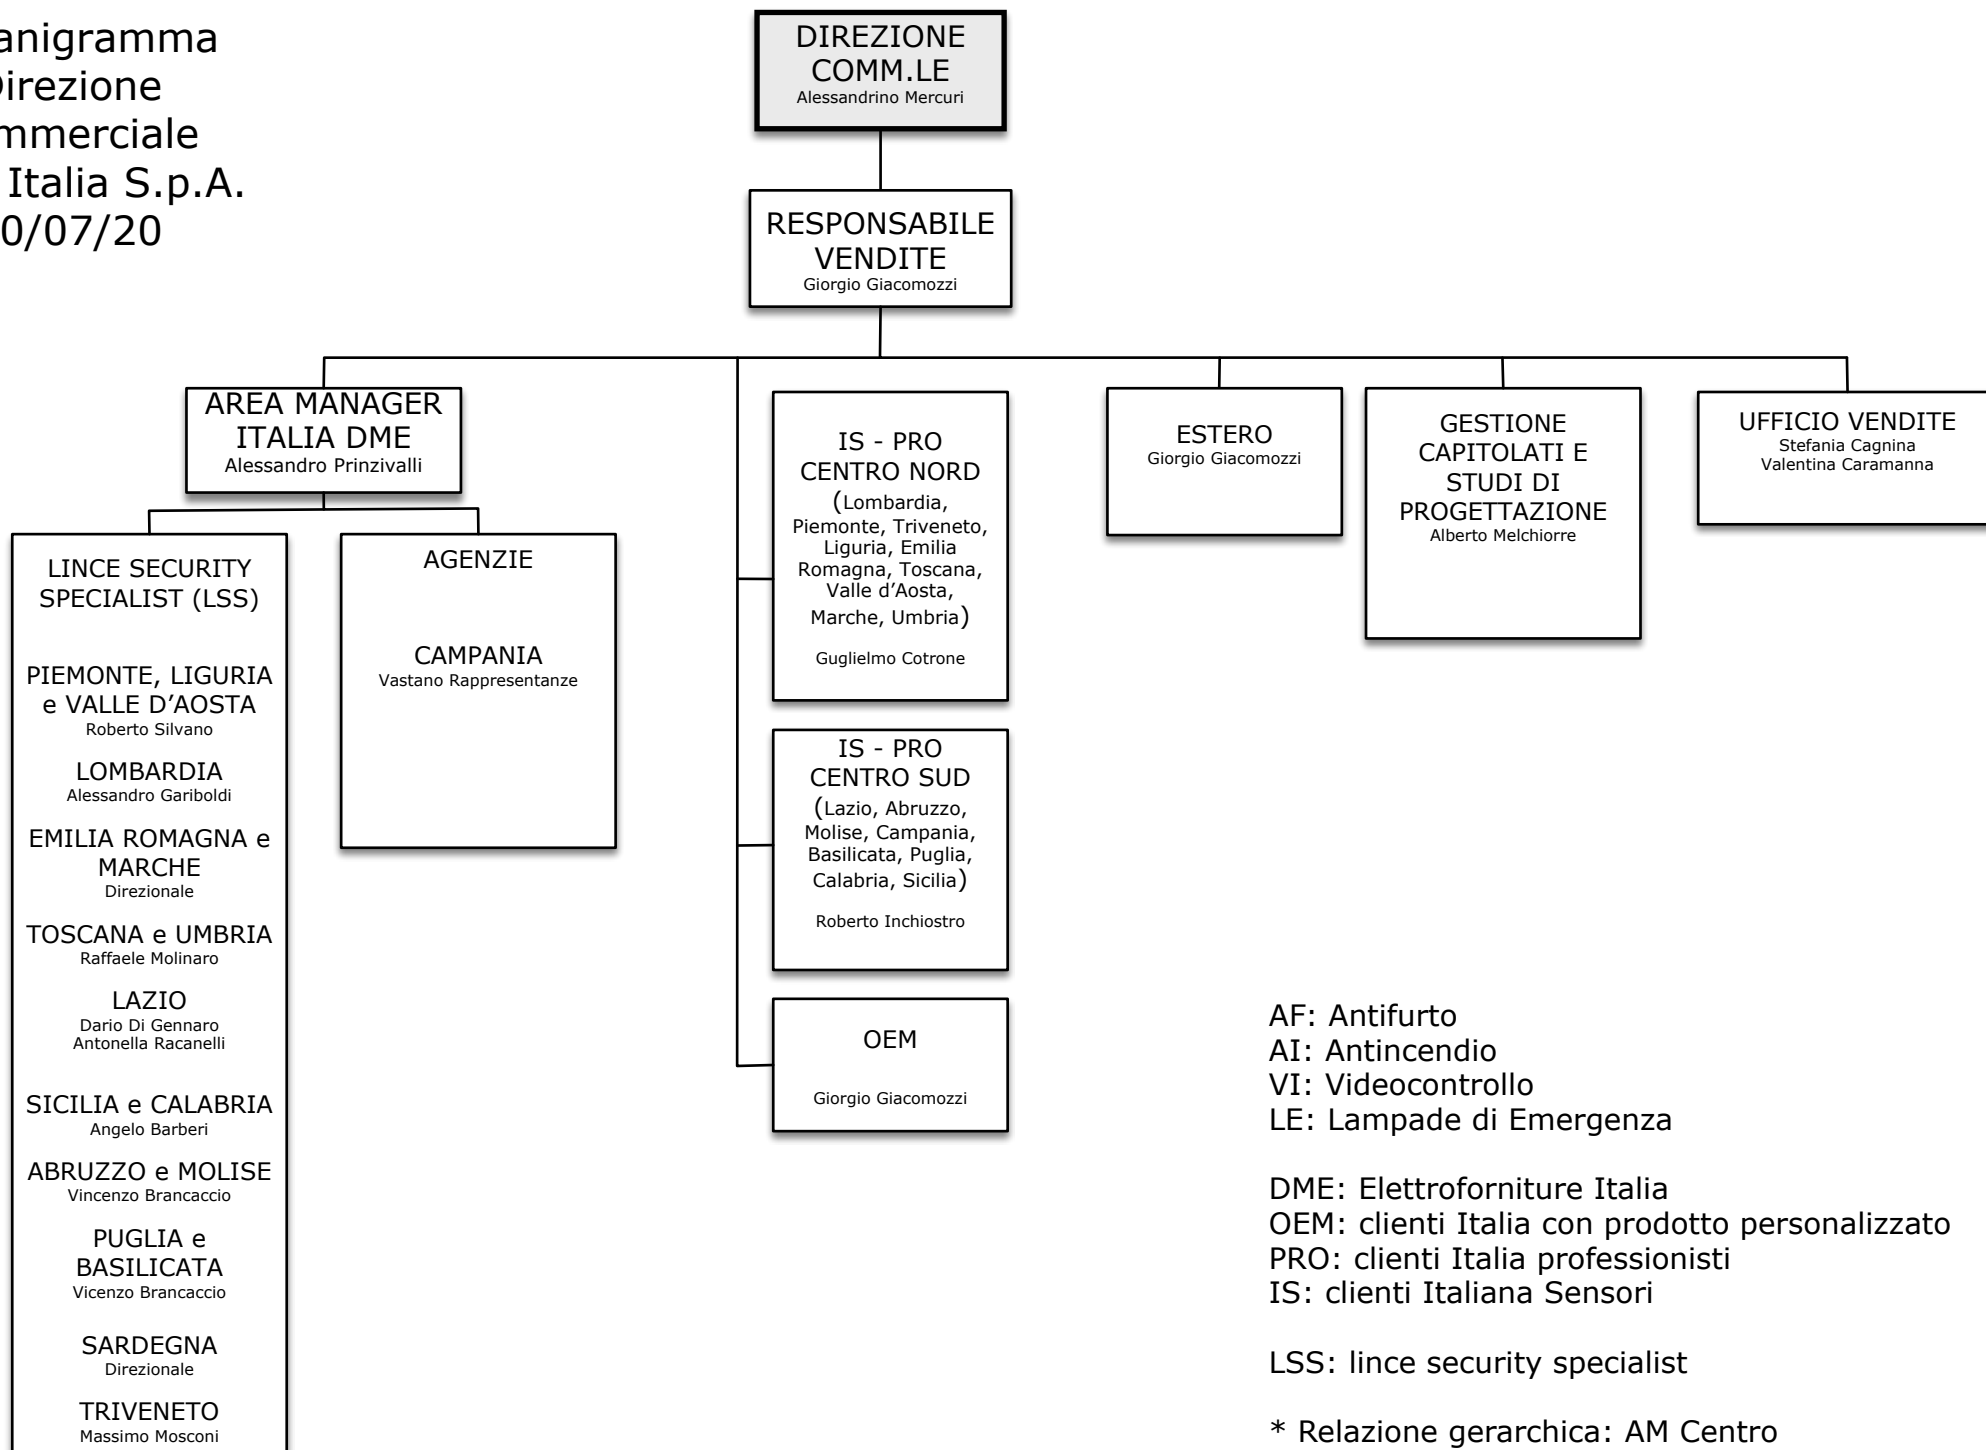 anigramma
Direzione
mmerciale
Italia S.p.A.
0/07/20
DIREZIONE
COMM.LE
Alessandrino Mercuri
RESPONSABILE
VENDITE
Giorgio Giacomozzi
AREA MANAGER
ITALIA DME
Alessandro Prinzivalli
LINCE SECURITY
SPECIALIST (LSS)
PIEMONTE, LIGURIA
e VALLE D’AOSTA
Roberto Silvano
LOMBARDIA
Alessandro Gariboldi
EMILIA ROMAGNA e
MARCHE
Direzionale
TOSCANA e UMBRIA
Raffaele Molinaro
LAZIO
Dario Di Gennaro
Antonella Racanelli
SICILIA e CALABRIA
Angelo Barberi
ABRUZZO e MOLISE
Vincenzo Brancaccio
PUGLIA e
BASILICATA
Vicenzo Brancaccio
SARDEGNA
Direzionale
TRIVENETO
Massimo Mosconi
AGENZIE
CAMPANIA
Vastano Rappresentanze
IS - PRO
CENTRO NORD
(Lombardia,
Piemonte, Triveneto,
Liguria, Emilia
Romagna, Toscana,
Valle d’Aosta,
Marche, Umbria)
Guglielmo Cotrone
IS - PRO
CENTRO SUD
(Lazio, Abruzzo,
Molise, Campania,
Basilicata, Puglia,
Calabria, Sicilia)
Roberto Inchiostro
OEM
Giorgio Giacomozzi
ESTERO
Giorgio Giacomozzi
GESTIONE
CAPITOLATI E
STUDI DI
PROGETTAZIONE
Alberto Melchiorre
UFFICIO VENDITE
Stefania Cagnina
Valentina Caramanna
AF: Antifurto
AI: Antincendio
VI: Videocontrollo
LE: Lampade di Emergenza
DME: Elettroforniture Italia
OEM: clienti Italia con prodotto personalizzato
PRO: clienti Italia professionisti
IS: clienti Italiana Sensori
LSS: lince security specialist
* Relazione gerarchica: AM Centro